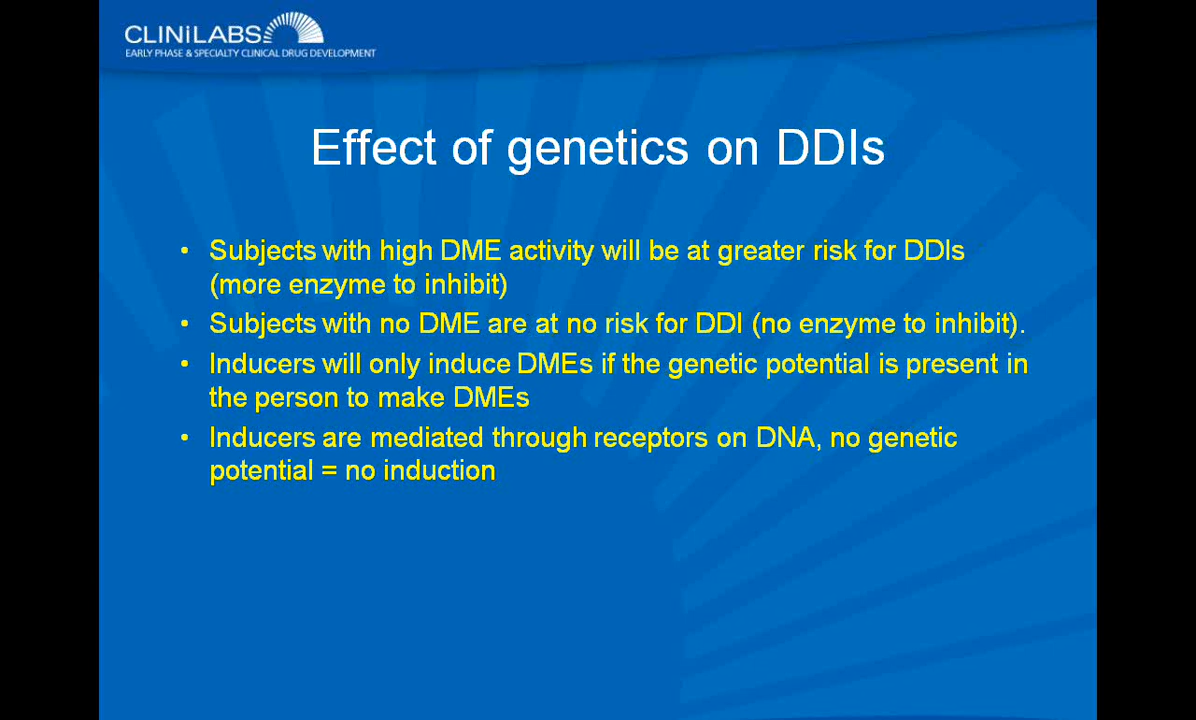 CLINiLABS
EARLY PHASE & SPECIALTY CLINICAL DRUG DEVELOPMENT
Effect of genetics on DDIs
• Subjects with high DME activity will be at greater risk for DDIs
(more enzyme to inhibit)
• Subjects with no DME are at no risk for DDI (no enzyme to inhibit).
• Inducers will only induce DMEs if the genetic potential is present in
the person to make DMEs
• Inducers are mediated through receptors on DNA, no genetic
potential = no induction